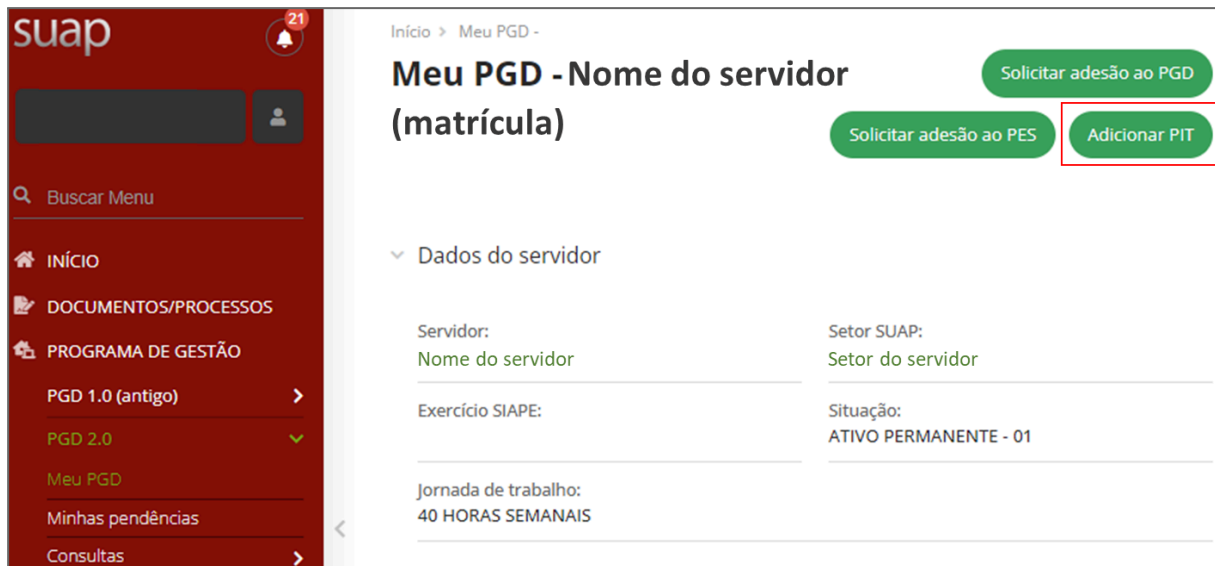 suap
21
Buscar Menu
INÍCIO
DOCUMENTOS/PROCESSOS
PROGRAMA DE GESTÃO
PGD 1.0 (antigo)
PGD 2.0
Meu PGD
Minhas pendências
Consultas
Início > Meu PGD -
Meu PGD - Nome do servidor
(matrícula)
Solicitar adesão ao PGD
Solicitar adesão ao PES
Adicionar PIT
Dados do servidor
Servidor:
Nome do servidor
Setor SUAP:
Setor do servidor
Exercício SIAPE:
Situação:
ATIVO PERMANENTE - 01
Jornada de trabalho:
40 HORAS SEMANAIS